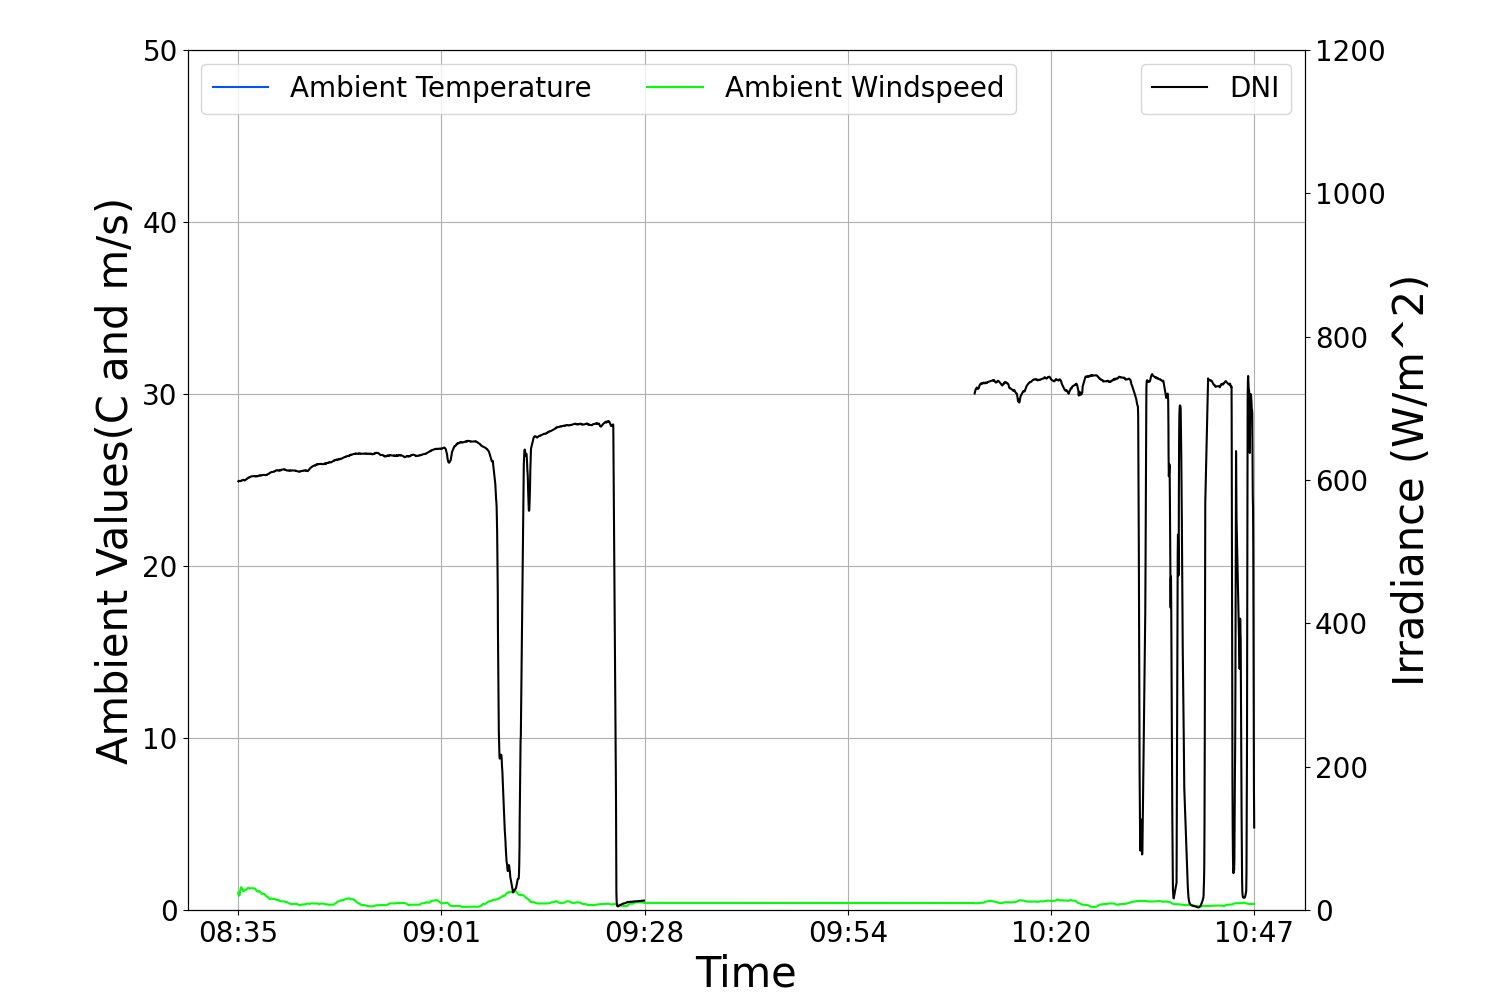 50
40
30
20
10
0
Ambient Values(C and m/s)
Ambient Temperature
Ambient Windspeed
DNI
1200
1000
800
600
400
200
0
Irradiance (W/m^2)
08:35 09:01 09:28 09:54 10:20 10:47
Time